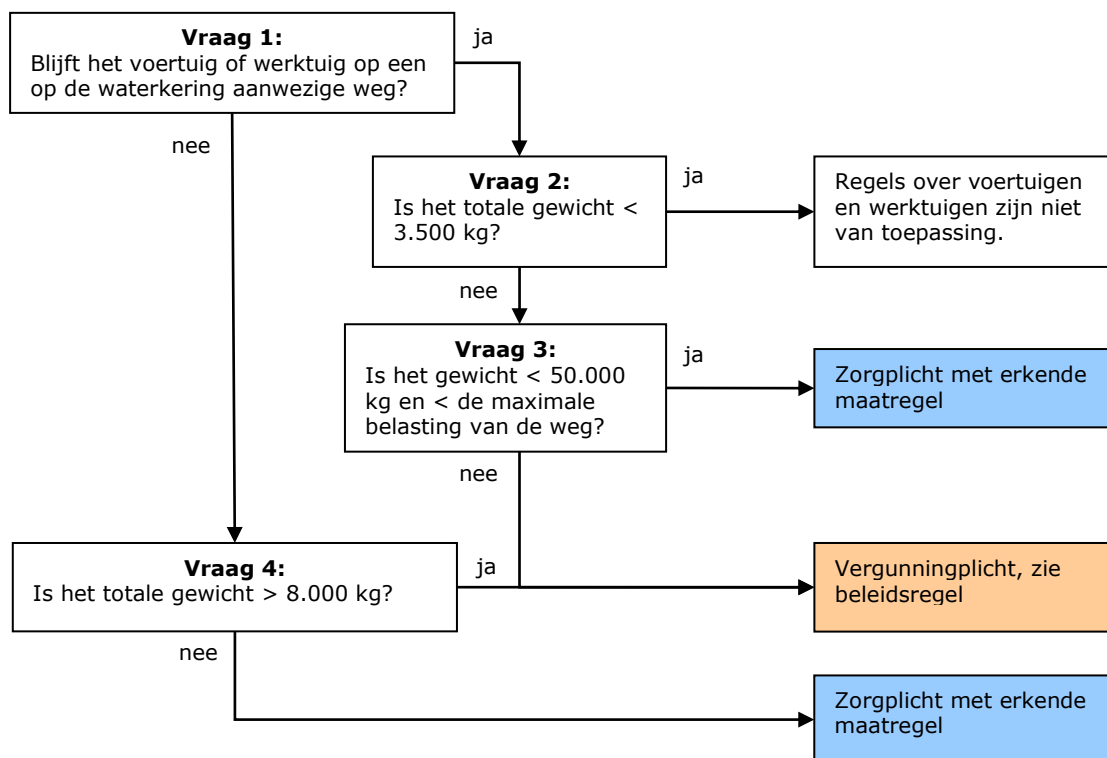 Vraag 1:
Blijft het voertuig of werktuig op een
op de waterkering aanwezige weg?
ja
nee
Vraag 2:
Is het totale gewicht <
3.500 kg?
ja
Regels over voertuigen
en werktuigen zijn niet
van toepassing.
nee
Vraag 3:
Is het gewicht < 50.000
kg en < de maximale
belasting van de weg?
ja
Zorgplicht met erkende
maatregel
nee
Vraag 4:
Is het totale gewicht > 8.000 kg?
ja
Vergunningplicht, zie
beleidsregel
nee
Zorgplicht met erkende
maatregel